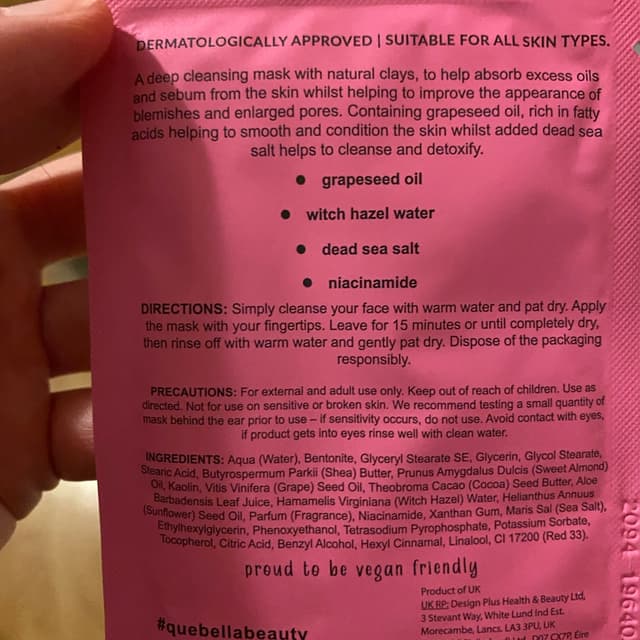 DERMATOLOGICALLY APPROVED | SUITABLE FOR ALL SKIN TYPES.
A deep cleansing mask with natural clays, to help absorb excess oils
and sebum from the skin whilst helping to improve the appearance of
blemishes and enlarged pores. Containing grapeseed oil, rich in fatty
acids helping to smooth and condition the skin whilst added dead sea
salt helps to cleanse and detoxify.
• grapeseed oil
• witch hazel water
• dead sea salt
• niacinamide
DIRECTIONS: Simply cleanse your face with warm water and pat dry. Apply
the mask with your fingertips. Leave for 15 minutes or until completely dry,
then rinse off with warm water and gently pat dry. Dispose of the packaging
responsibly.
PRECAUTIONS: For external and adult use only. Keep out of reach of children. Use as
directed. Not for use on sensitive or broken skin. We recommend testing a small quantity of
mask behind the ear prior to use – if sensitivity occurs, do not use. Avoid contact with eyes,
if product gets into eyes rinse well with clean water.
INGREDIENTS: Aqua (Water), Bentonite, Glyceryl Stearate SE, Glycerin, Glycol Stearate,
Stearic Acid, Butyrospermum Parkii (Shea) Butter, Prunus Amygdalus Dulcis (Sweet Almond)
Oil, Kaolin, Vitis Vinifera (Grape) Seed Oil, Theobroma Cacao (Cocoa) Seed Butter, Aloe
Barbadensis Leaf Juice, Hamamelis Virginiana (Witch Hazel) Water, Helianthus Annuus
(Sunflower) Seed Oil, Parfum (Fragrance), Niacinamide, Xanthan Gum, Maris Sal (Sea Salt),
Ethylhexylglycerin, Phenoxyethanol, Tetrasodium Pyrophosphate, Potassium Sorbate,
Tocopherol, Citric Acid, Benzyl Alcohol, Hexyl Cinnamal, Linalool, CI 17200 (Red 33).
proud to be vegan friendly
Product of UK
UK RP: Design Plus Health & Beauty Ltd,
3 Stevant Way, White Lund Ind Est.
Morecambe, Lancs. LA3 3PU, UK
D07 CX7P, Eire
#quebellabeauty
2094 19640